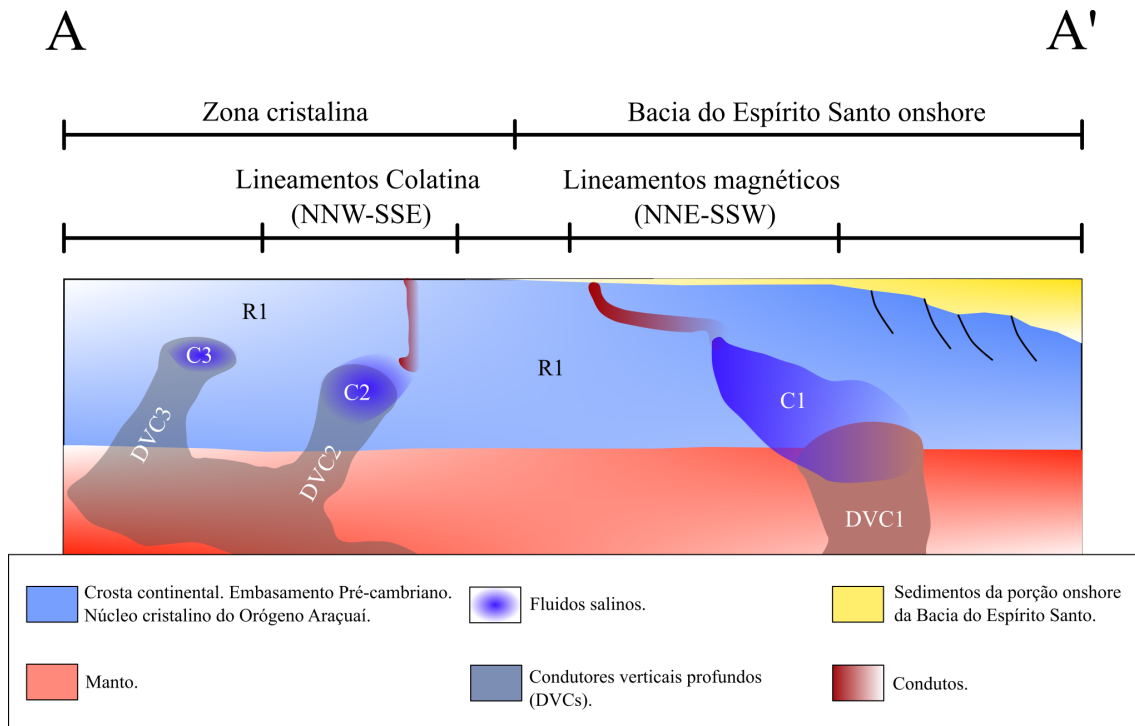 A
A'
Zona cristalina
Bacia do Espírito Santo onshore
Lineamentos Colatina
(NNW-SSE)
Lineamentos magnéticos
(NNE-SSW)
R1
C3
C2
R1
C1
DVC3
DVC2
DVC1
Crosta continental. Embasamento Pré-cambriano.
Núcleo cristalino do Orógeno Araçuaí.
Fluidos salinos.
Sedimentos da porção onshore
da Bacia do Espírito Santo.
Manto.
Condutores verticais profundos
(DVCs).
Condutos.